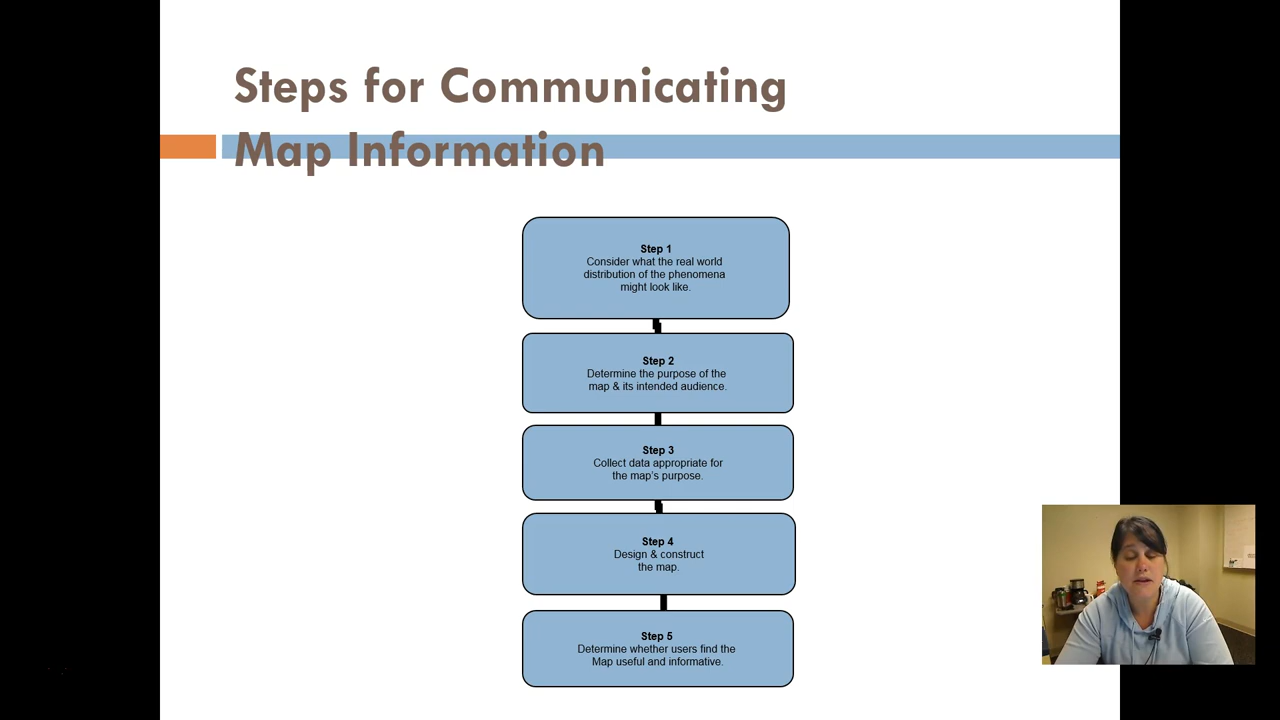 Steps for Communicating
Map Information
Step 1
Consider what the real world
distribution of the phenomena
might look like.
Step 2
Determine the purpose of the
map & its intended audience.
Step 3
Collect data appropriate for
the map's purpose.
Step 4
Design & construct
the map.
Step 5
Determine whether users find the
Map useful and informative.